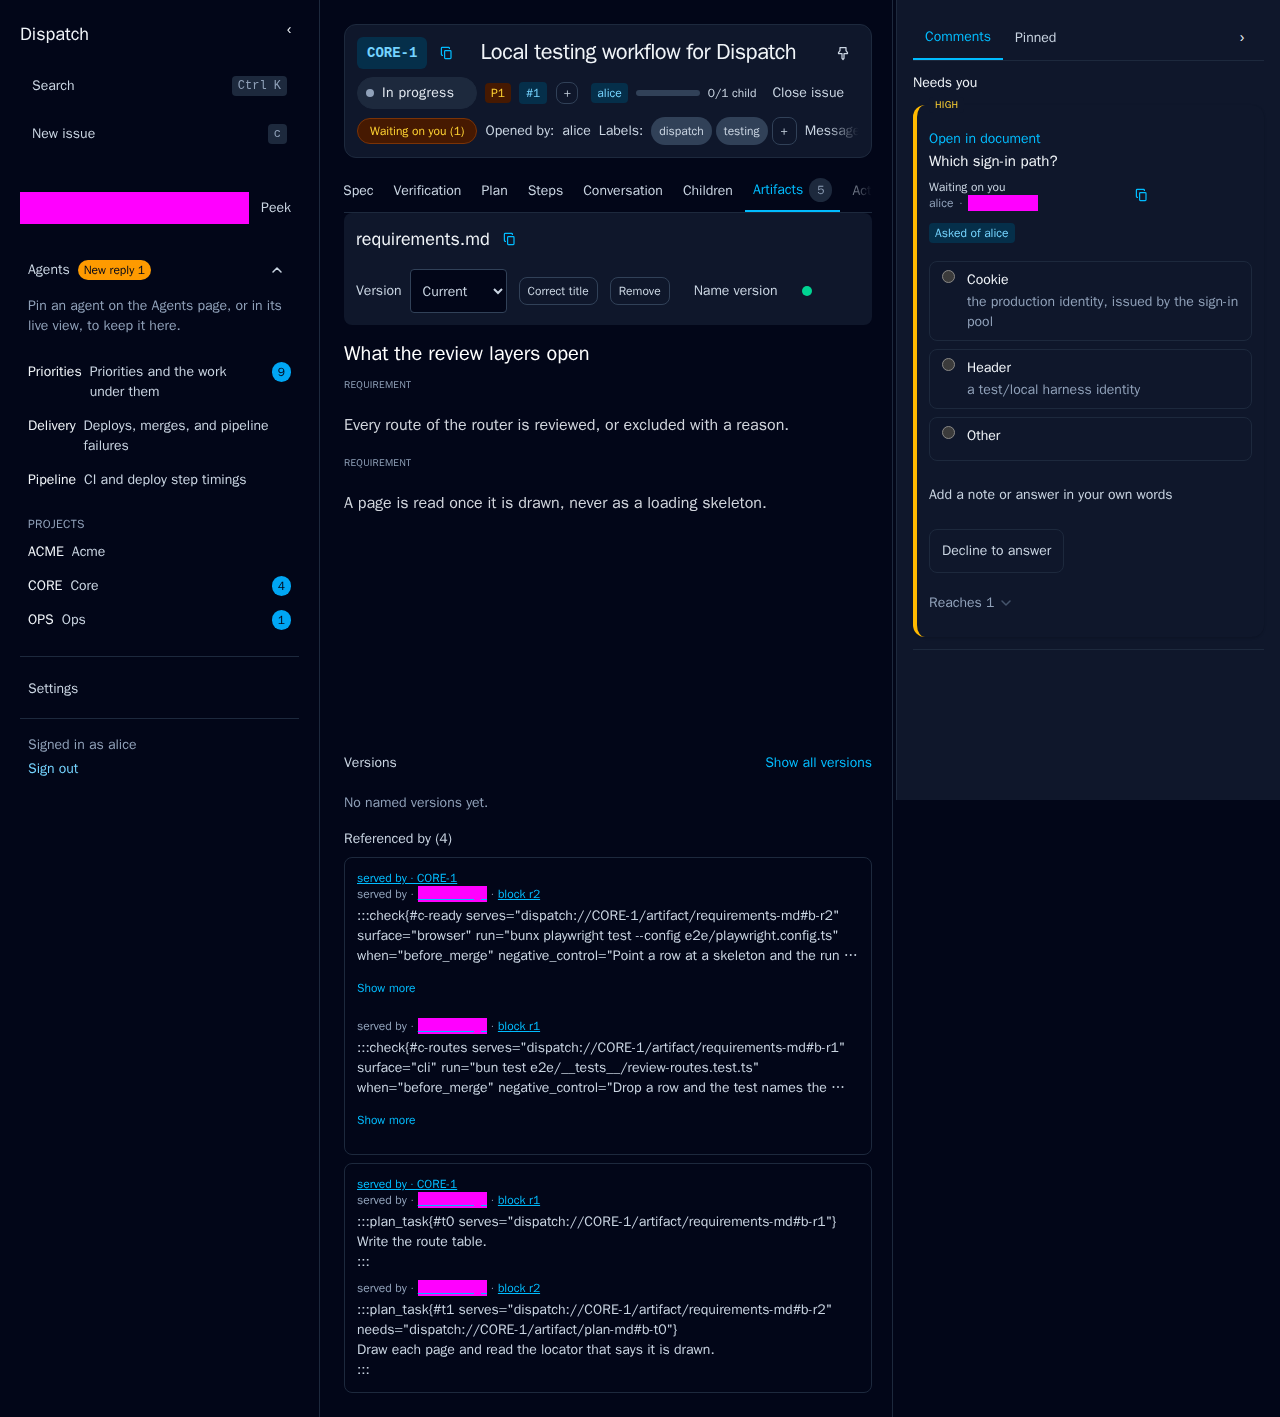 Dispatch
Search
Ctrl K
New issue
C
Peek
Agents
New reply 1
Pin an agent on the Agents page, or in its
live view, to keep it here.
Priorities
Priorities and the work
under them
9
Delivery
Deploys, merges, and pipeline
failures
Pipeline
CI and deploy step timings
PROJECTS
ACME Acme
CORE Core
4
OPS Ops
1
Settings
Signed in as alice
Sign out
CORE-1
Local testing workflow for Dispatch
In progress
P1
#1
+
alice
0/1 child
Close issue
Waiting on you (1)
Opened by: alice
Labels:
dispatch
testing
+
Message
Spec
Verification
Plan
Steps
Conversation
Children
Artifacts
5
Act
requirements.md
Version
Current
Correct title
Remove
Name version
What the review layers open
REQUIREMENT
Every route of the router is reviewed, or excluded with a reason.
REQUIREMENT
A page is read once it is drawn, never as a loading skeleton.
Versions
Show all versions
No named versions yet.
Referenced by (4)
served by · CORE-1
served by ·
· block r2
:::check{#c-ready serves="dispatch://CORE-1/artifact/requirements-md#b-r2"
surface="browser" run="bunx playwright test --config e2e/playwright.config.ts"
when="before_merge" negative_control="Point a row at a skeleton and the run ···
Show more
served by ·
· block r1
:::check{#c-routes serves="dispatch://CORE-1/artifact/requirements-md#b-r1"
surface="cli" run="bun test e2e/__tests__/review-routes.test.ts"
when="before_merge" negative_control="Drop a row and the test names the ···
Show more
served by · CORE-1
served by ·
· block r1
:::plan_task{#t0 serves="dispatch://CORE-1/artifact/requirements-md#b-r1"}
Write the route table.
:::
served by ·
· block r2
:::plan_task{#t1 serves="dispatch://CORE-1/artifact/requirements-md#b-r2"
needs="dispatch://CORE-1/artifact/plan-md#b-t0"}
Draw each page and read the locator that says it is drawn.
:::
Comments
Pinned
Needs you
HIGH
Open in document
Which sign-in path?
Waiting on you
alice ·
Asked of alice
Cookie
the production identity, issued by the sign-in
pool
Header
a test/local harness identity
Other
Add a note or answer in your own words
Decline to answer
Reaches 1